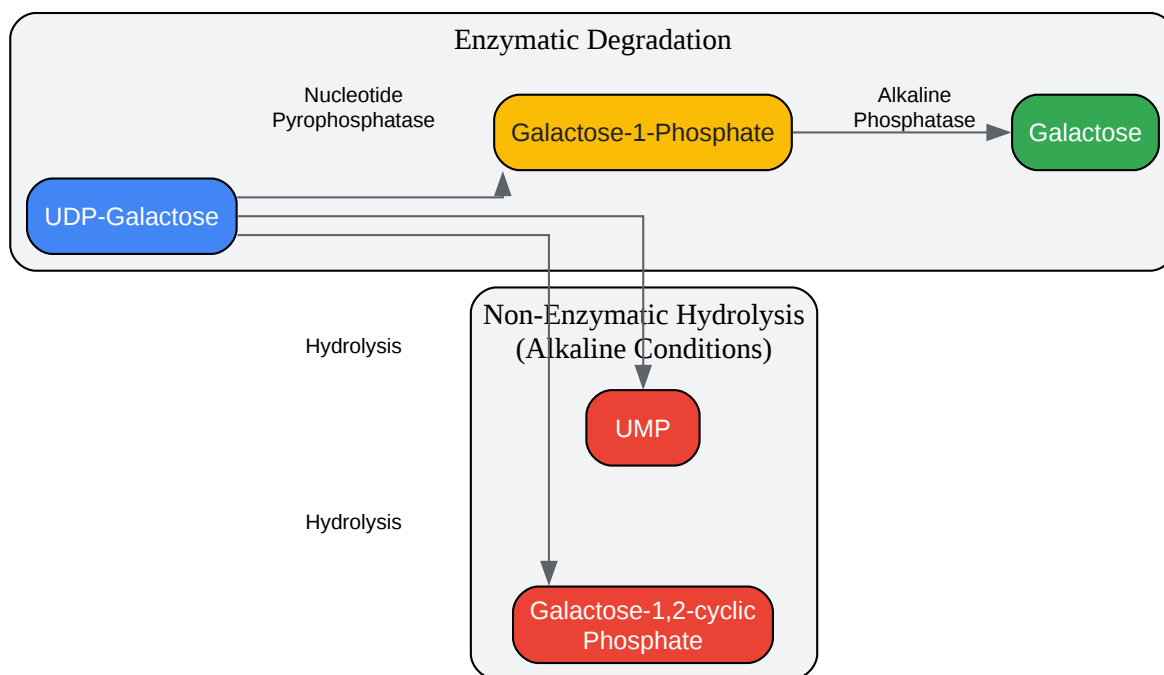 Enzymatic Degradation
Nucleotide
Pyrophosphatase
Galactose-1-Phosphate
Alkaline
Phosphatase
Galactose
UDP-Galactose
Non-Enzymatic Hydrolysis
(Alkaline Conditions)
Hydrolysis
UMP
Hydrolysis
Galactose-1,2-cyclic
Phosphate